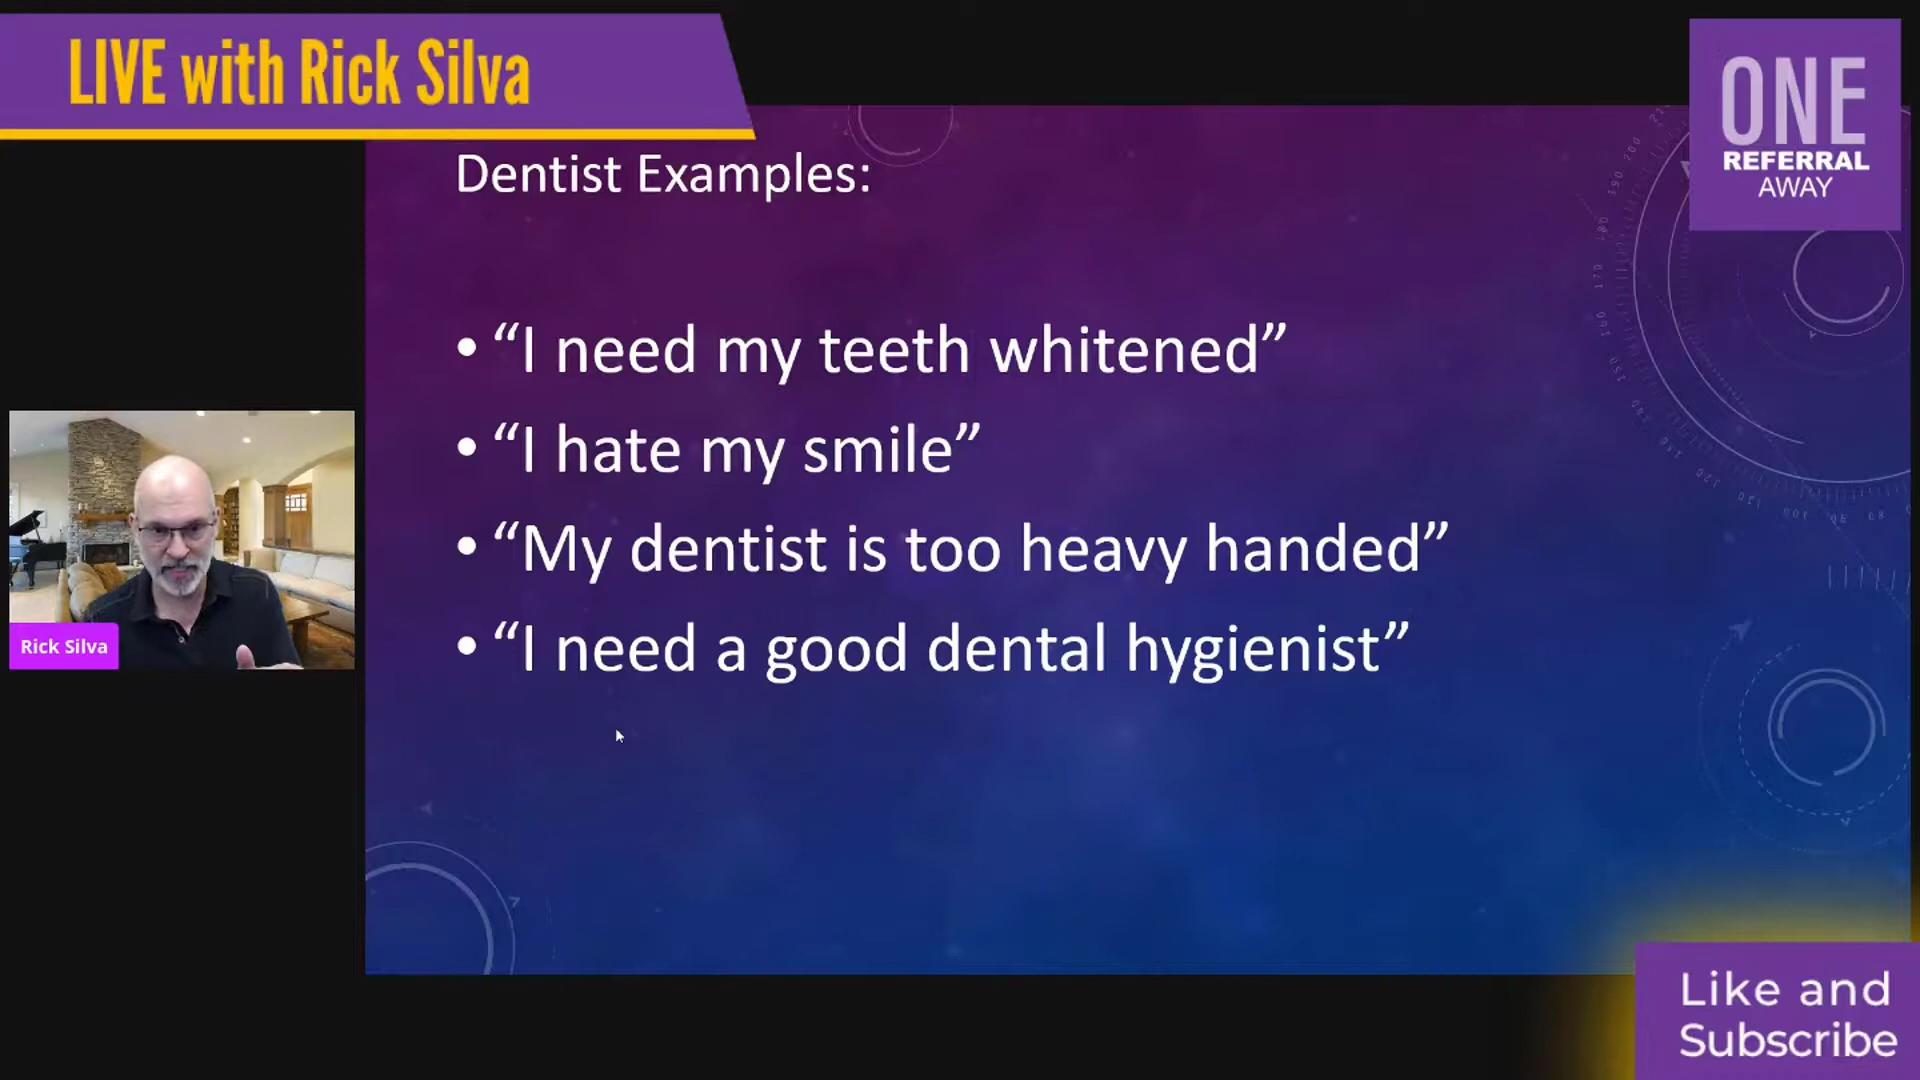 LIVE with Rick Silva
ONE
REFERRAL
AWAY
Dentist Examples:
• “I need my teeth whitened”
• “I hate my smile”
• “My dentist is too heavy handed”
• “I need a good dental hygienist”
Rick Silva
Like and
Subscribe